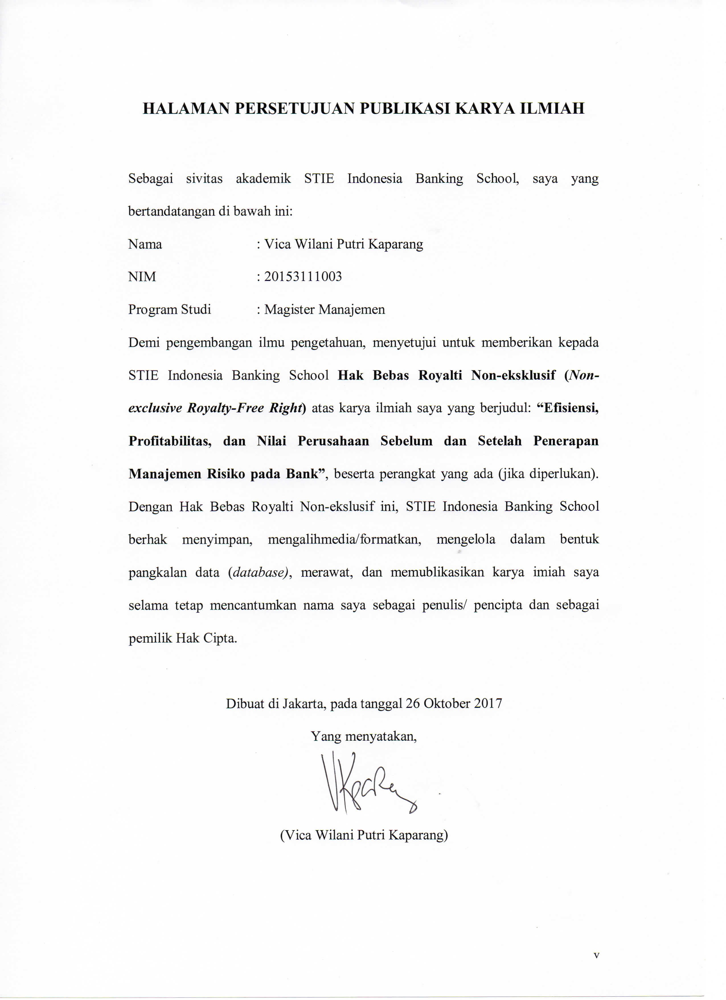 HALAMAN PERSETUJUAN PUBLIKASI KARYA ILMIAH
Sebagai sivitas akademik STIE Indonesia Banking School, saya yang
bertandatangan di bawah ini:
Nama : Vica Wilani Putri Kaparang
NIM : 20153111003
Program Studi : Magister Manajemen
Demi pengembangan ilmu pengetahuan, menyetujui untuk memberikan kepada
STIE Indonesia Banking School Hak Bebas Royalti Non-eksklusif (Non-
exclusive Royalty-Free Right) atas karya ilmiah saya yang berjudul: “Efisiensi,
Profitabilitas, dan Nilai Perusahaan Sebelum dan Setelah Penerapan
Manajemen Risiko pada Bank”, beserta perangkat yang ada (jika diperlukan).
Dengan Hak Bebas Royalti Non-ekslusif ini, STIE Indonesia Banking School
berhak menyimpan, mengalihmedia/formatkan, mengelola dalam bentuk
pangkalan data (database), merawat, dan memublikasikan karya imiah saya
selama tetap mencantumkan nama saya sebagai penulis/ pencipta dan sebagai
pemilik Hak Cipta.
Dibuat di Jakarta, pada tanggal 26 Oktober 2017
Yang menyatakan,
(Vica Wilani Putri Kaparang)
v